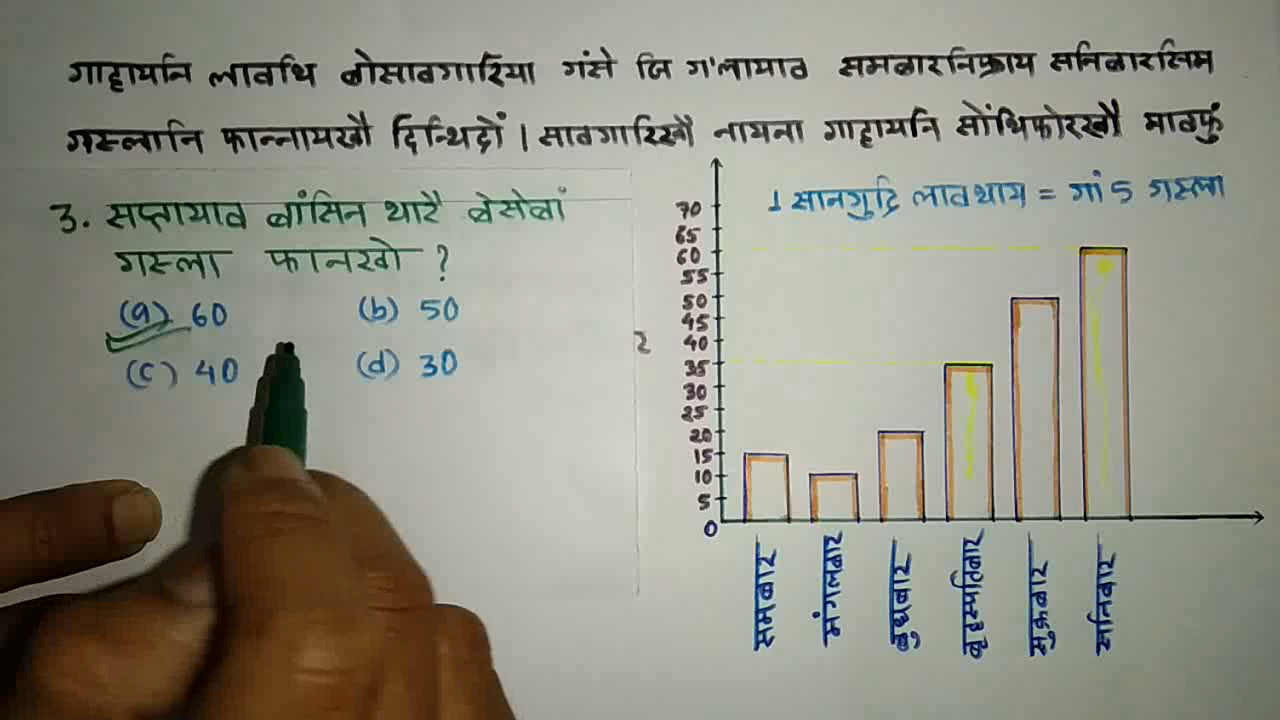 गाहायनि लावथि बोसावगारिया गंसे जि ग'लायाव समबारनिफ्राय सनिबारसिम
गस्लानि फान्नायखौ दिन्थिदों। सावगारिखौ नायना गाहायनि सोंथिफोरखौ मावफुं
1 सानगुदि लावथाय = गां 5 गस्ला
3. सप्तायाव बांसिन थारै बेसेबां
गस्ला फानखो ?
(a) 60 (b) 50
(c) 40 (d) 30
2
70
65
60
55
50
45
40
35
30
25
20
15
10
5
0
समबार
मंगलबार
बुधबार
बृहस्पतिबार
सुक्रबार
सनिबार